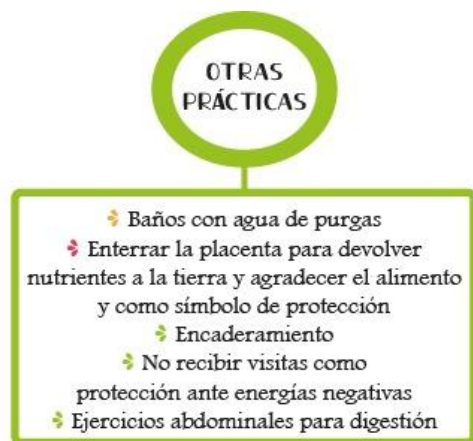 OTRAS
PRÁCTICAS
Baños con agua de purgas
Enterrar la placenta para devolver
nutrientes a la tierra y agradecer el alimento
y como símbolo de protección
Encaderamiento
No recibir visitas como
protección ante energías negativas
Ejercicios abdominales para digestión